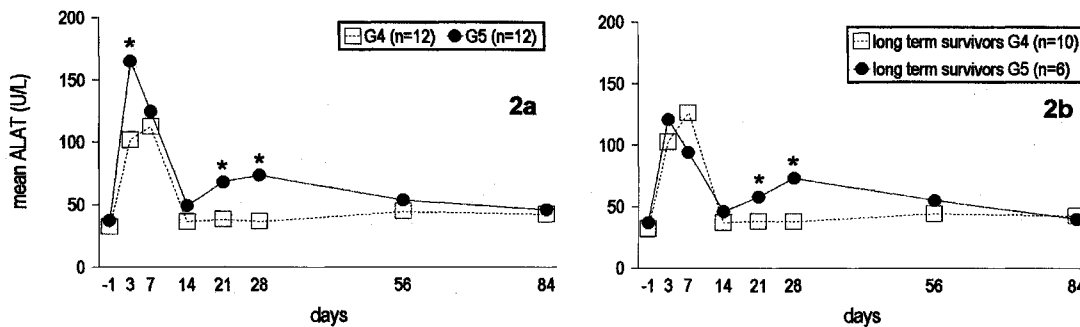 200
150
100
50
0
mean ALAT (U/L)
G4 (n=12) G5 (n=12)
2a
*
* *
-1 3 7 14 21 28 56 84
days
200
150
100
50
0
long term survivors G4 (n=10)
long term survivors G5 (n=6)
2b
* *
-1 3 7 14 21 28 56 84
days